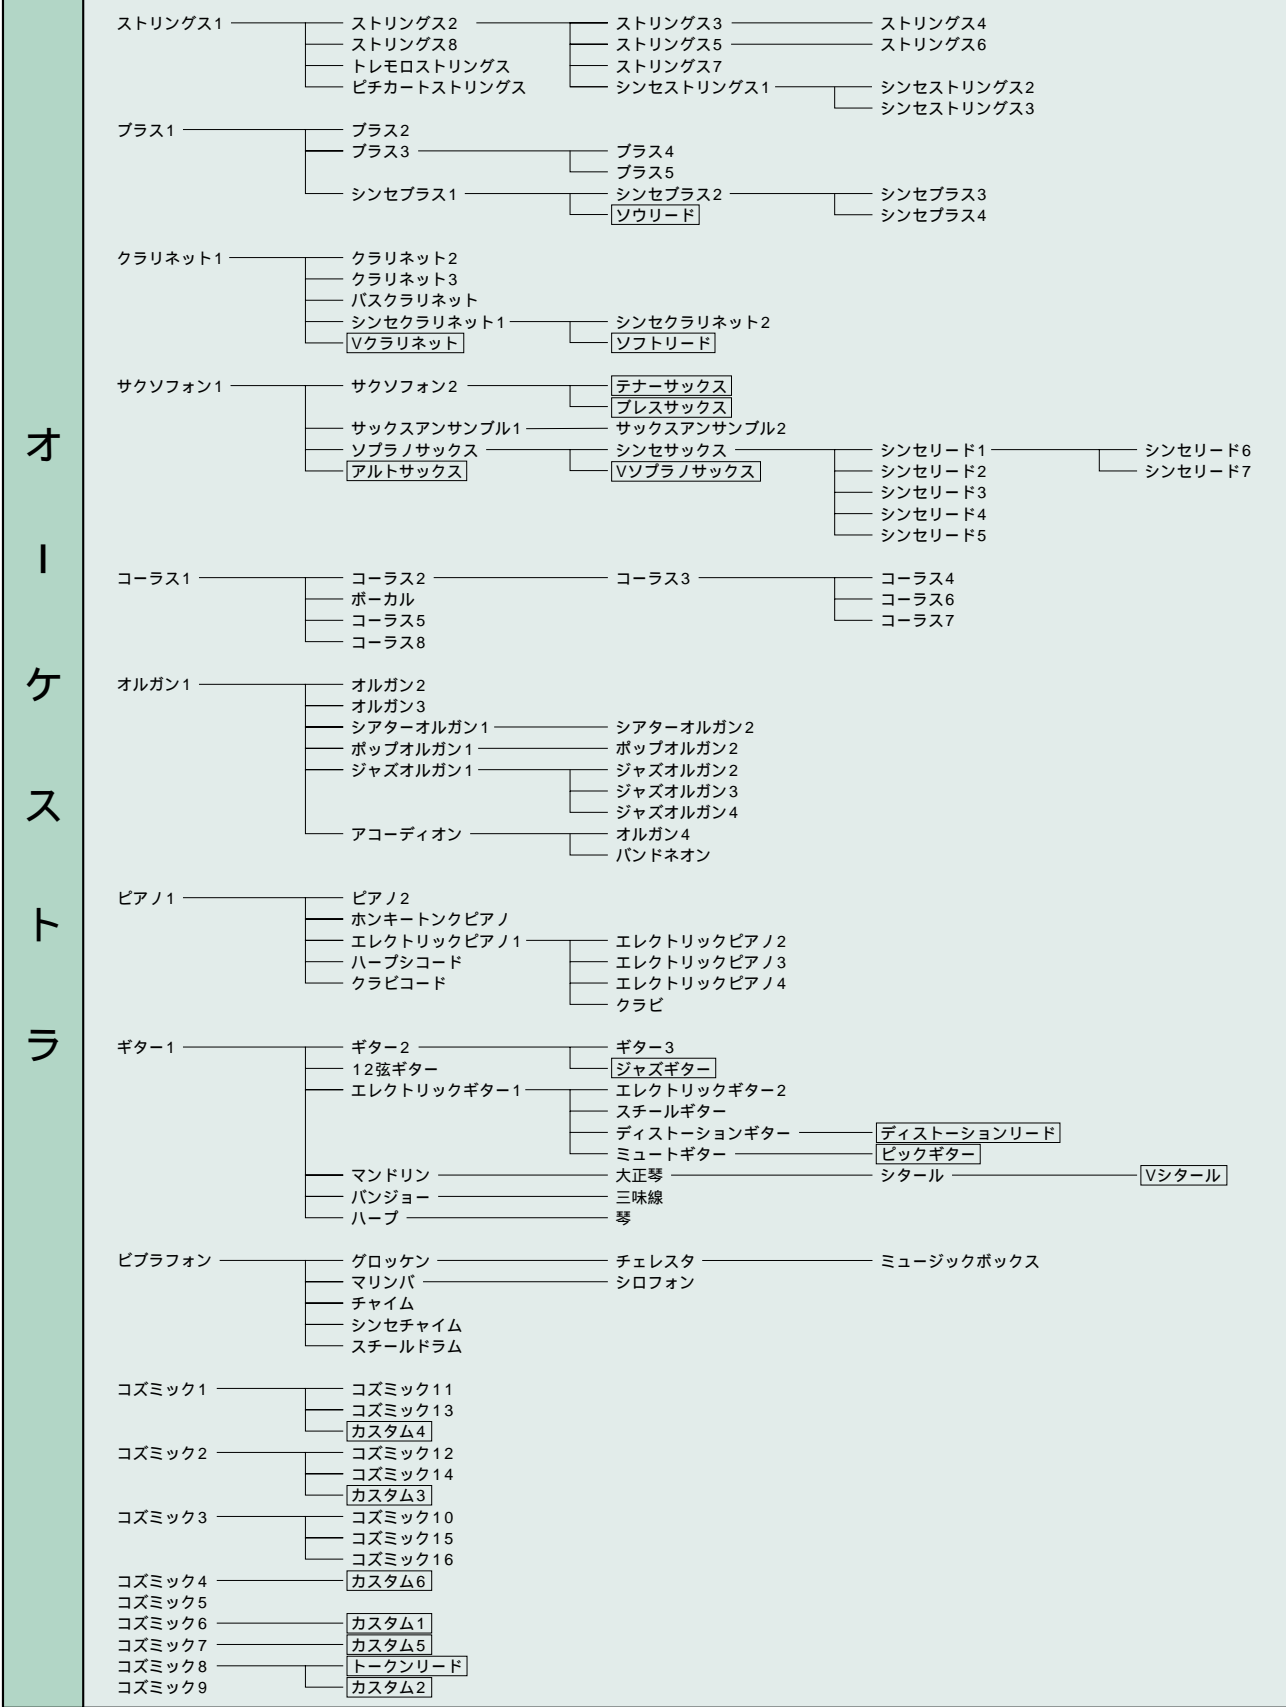 オーケストラ
ストリングス1 ストリングス2 ストリングス3 ストリングス4
ストリングス8 ストリングス5 ストリングス6
トレモロストリングス ストリングス7
ピチカートストリングス シンセストリングス1 シンセストリングス2
シンセストリングス3
ブラス1 ブラス2
ブラス3 ブラス4
ブラス5
シンセブラス1 シンセブラス2 シンセブラス3
ソウリード シンセブラス4
クラリネット1 クラリネット2
クラリネット3
バスクラリネット
シンセクラリネット1 シンセクラリネット2
Vクラリネット ソフトリード
サクソフォン1 サクソフォン2 テナーサックス
ブレスサックス
サックスアンサンブル1 サックスアンサンブル2
ソプラノサックス シンセサックス シンセリード1 シンセリード6
アルトサックス Vソプラノサックス シンセリード2 シンセリード7
シンセリード3
シンセリード4
シンセリード5
コーラス1 コーラス2 コーラス3 コーラス4
ボーカル コーラス6
コーラス5 コーラス7
コーラス8
オルガン1 オルガン2
オルガン3
シアターオルガン1 シアターオルガン2
ポップオルガン1 ポップオルガン2
ジャズオルガン1 ジャズオルガン2
ジャズオルガン3
ジャズオルガン4
アコーディオン オルガン4
バンドネオン
ピアノ1 ピアノ2
ホンキートンクピアノ
エレクトリックピアノ1 エレクトリックピアノ2
ハープシコード エレクトリックピアノ3
クラビコード エレクトリックピアノ4
クラビ
ギター1 ギター2 ギター3
12弦ギター ジャズギター
エレクトリックギター1 エレクトリックギター2
スチールギター
ディストーションギター ディストーションリード
ミュートギター ピックギター
マンドリン 大正琴 シタール Vシタール
バンジョー 三味線
ハープ 琴
ビブラフォン グロッケン チェレスタ ミュージックボックス
マリンバ シロフォン
チャイム
シンセチャイム
スチールドラム
コズミック1 コズミック11
コズミック13
カスタム4
コズミック2 コズミック12
コズミック14
カスタム3
コズミック3 コズミック10
コズミック15
コズミック16
コズミック4 カスタム6
コズミック5
コズミック6 カスタム1
コズミック7 カスタム5
コズミック8 トークンリード
コズミック9 カスタム2